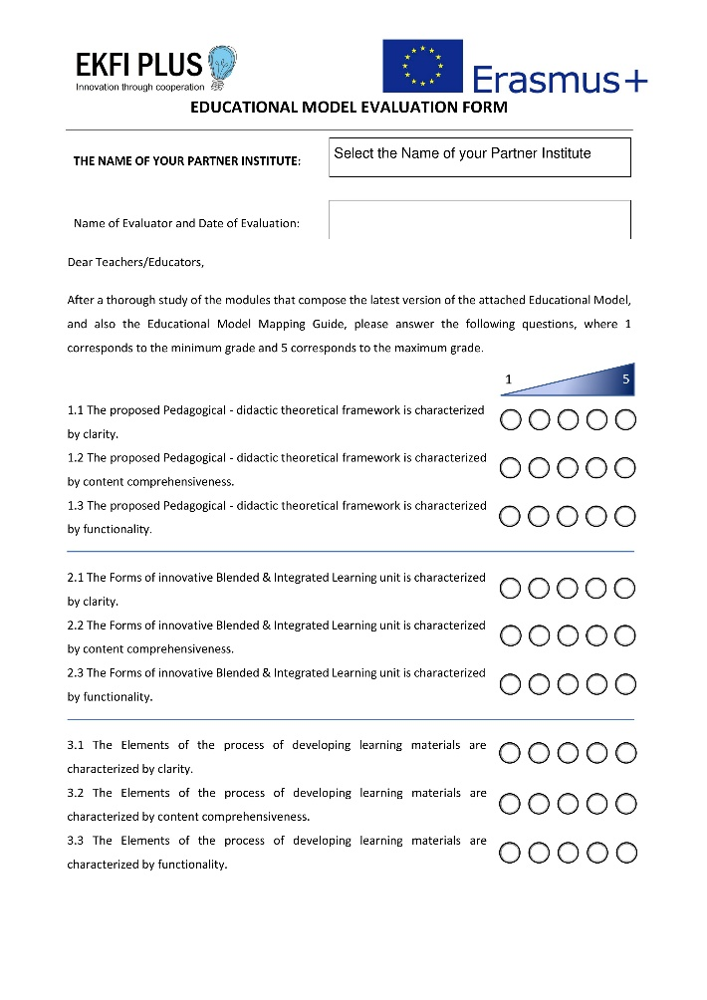 EKFI PLUS
Innovation through cooperation
Erasmus+
EDUCATIONAL MODEL EVALUATION FORM
THE NAME OF YOUR PARTNER INSTITUTE:
Select the Name of your Partner Institute
Name of Evaluator and Date of Evaluation:
Dear Teachers/Educators,
After a thorough study of the modules that compose the latest version of the attached Educational Model,
and also the Educational Model Mapping Guide, please answer the following questions, where 1
corresponds to the minimum grade and 5 corresponds to the maximum grade.
1 5
1.1 The proposed Pedagogical - didactic theoretical framework is characterized
by clarity.
1.2 The proposed Pedagogical - didactic theoretical framework is characterized
by content comprehensiveness.
1.3 The proposed Pedagogical - didactic theoretical framework is characterized
by functionality.
2.1 The Forms of innovative Blended & Integrated Learning unit is characterized
by clarity.
2.2 The Forms of innovative Blended & Integrated Learning unit is characterized
by content comprehensiveness.
2.3 The Forms of innovative Blended & Integrated Learning unit is characterized
by functionality.
3.1 The Elements of the process of developing learning materials are
characterized by clarity.
3.2 The Elements of the process of developing learning materials are
characterized by content comprehensiveness.
3.3 The Elements of the process of developing learning materials are
characterized by functionality.